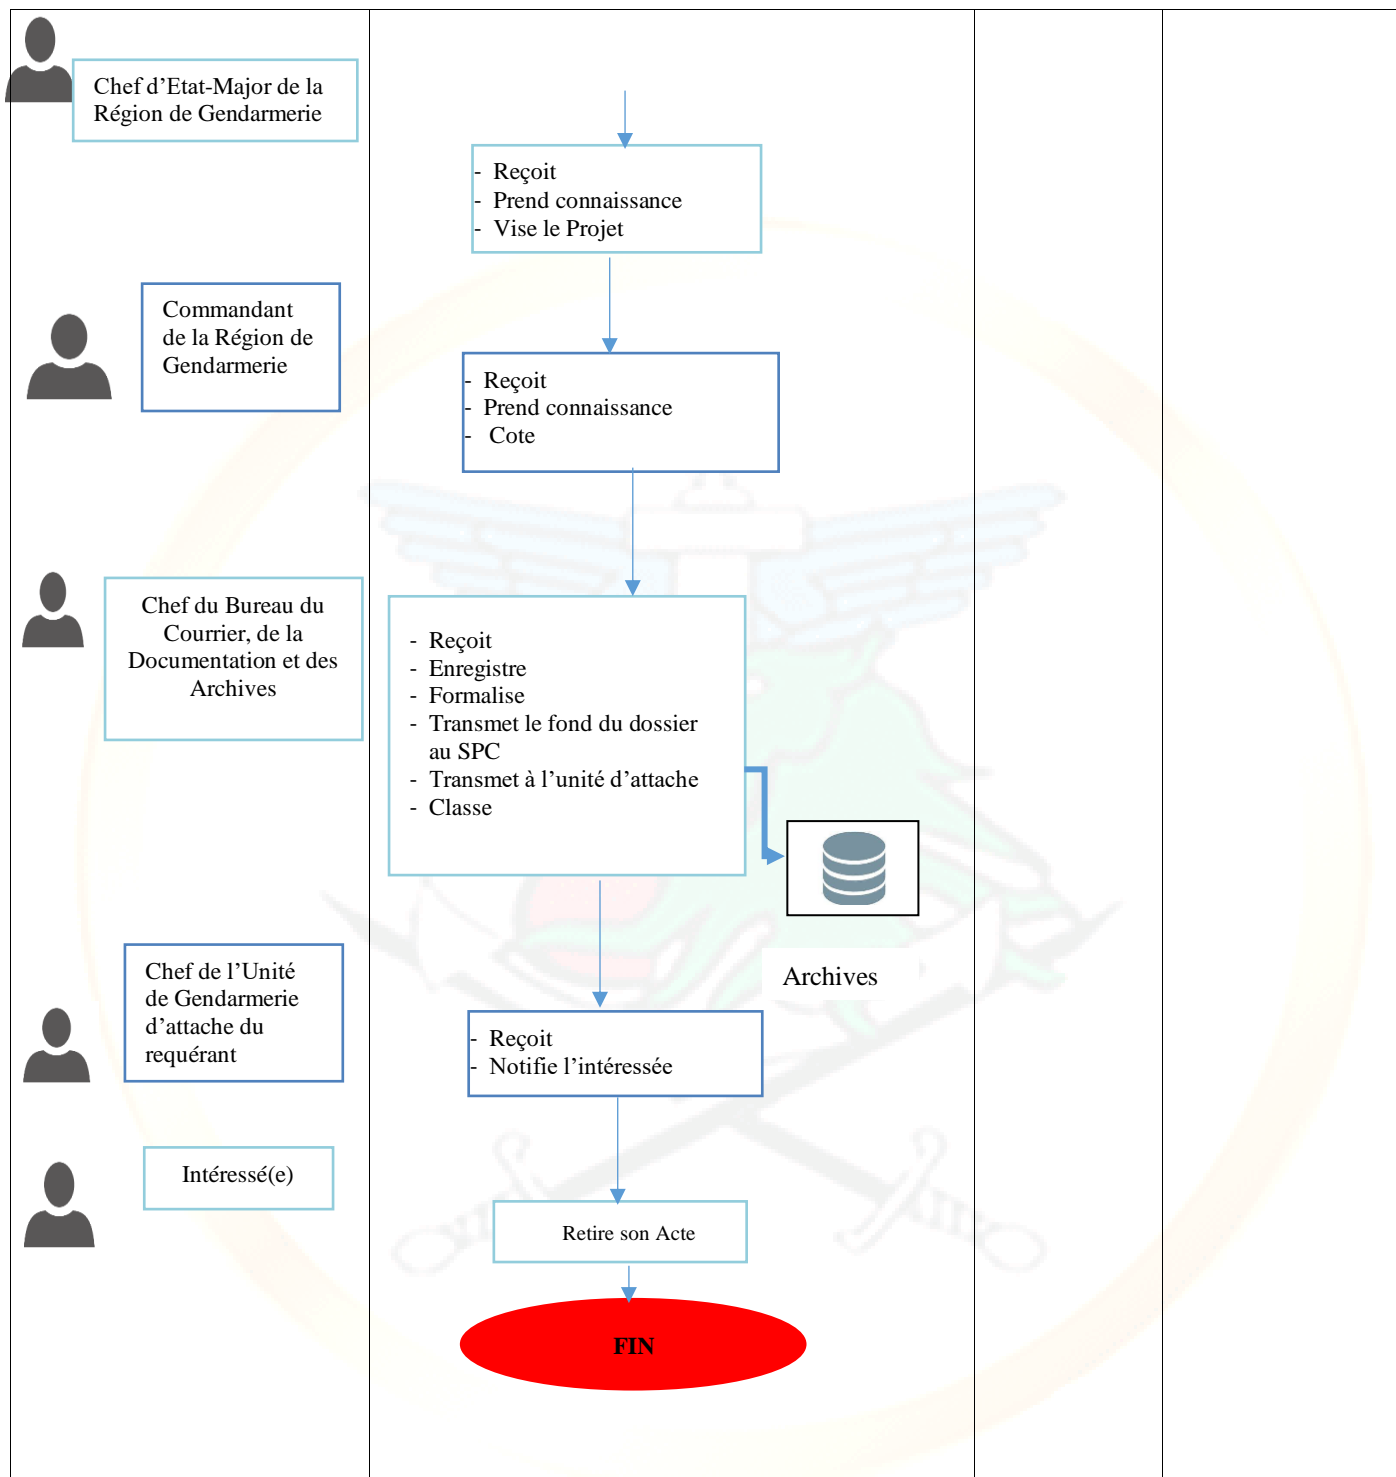 Chef d’Etat-Major de la
Région de Gendarmerie
- Reçoit
- Prend connaissance
- Vise le Projet
Commandant
de la Région de
Gendarmerie
- Reçoit
- Prend connaissance
- Cote
Chef du Bureau du
Courrier, de la
Documentation et des
Archives
- Reçoit
- Enregistre
- Formalise
- Transmet le fond du dossier
au SPC
- Transmet à l’unité d’attache
- Classe
Archives
Chef de l’Unité
de Gendarmerie
d’attache du
requérant
- Reçoit
- Notifie l’intéressée
Intéressé(e)
Retire son Acte
FIN